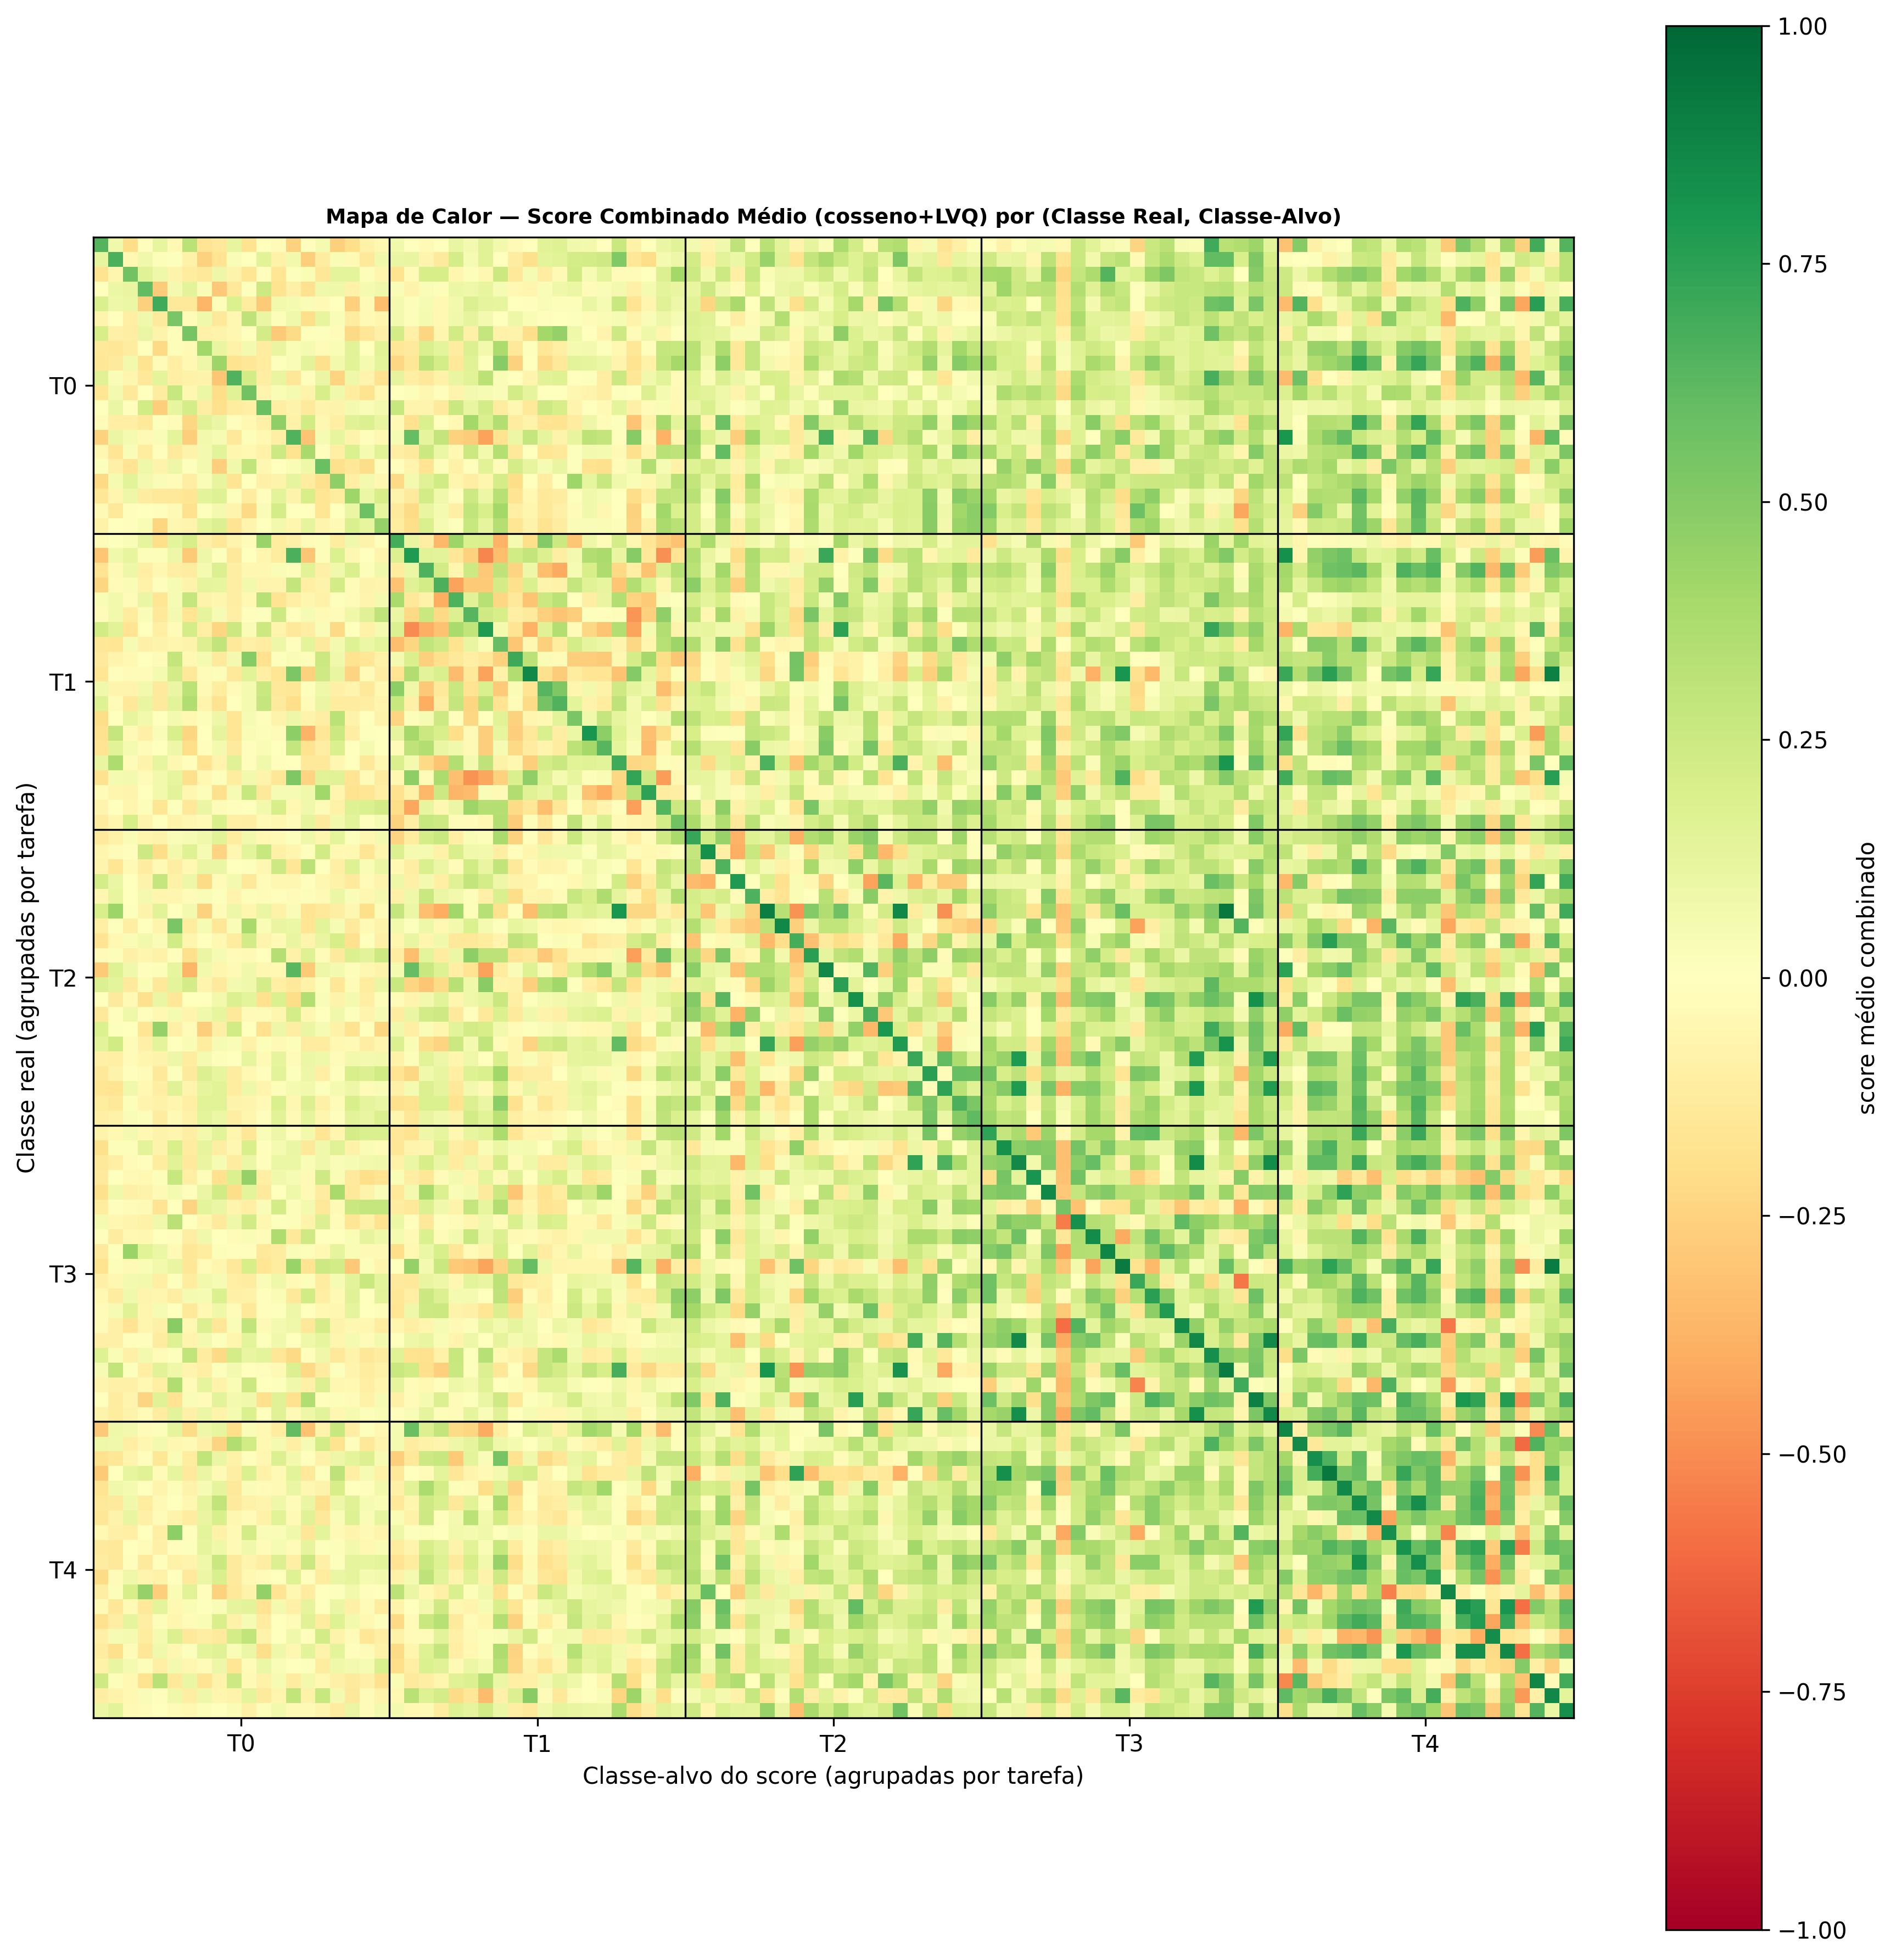 Mapa de Calor — Score Combinado Médio (cosseno+LVQ) por (Classe Real, Classe-Alvo)
T0
T1
T2
T3
T4
Classe real (agrupadas por tarefa)
T0
T1
T2
T3
T4
Classe-alvo do score (agrupadas por tarefa)
1.00
0.75
0.50
0.25
0.00
−0.25
−0.50
−0.75
−1.00
score médio combinado